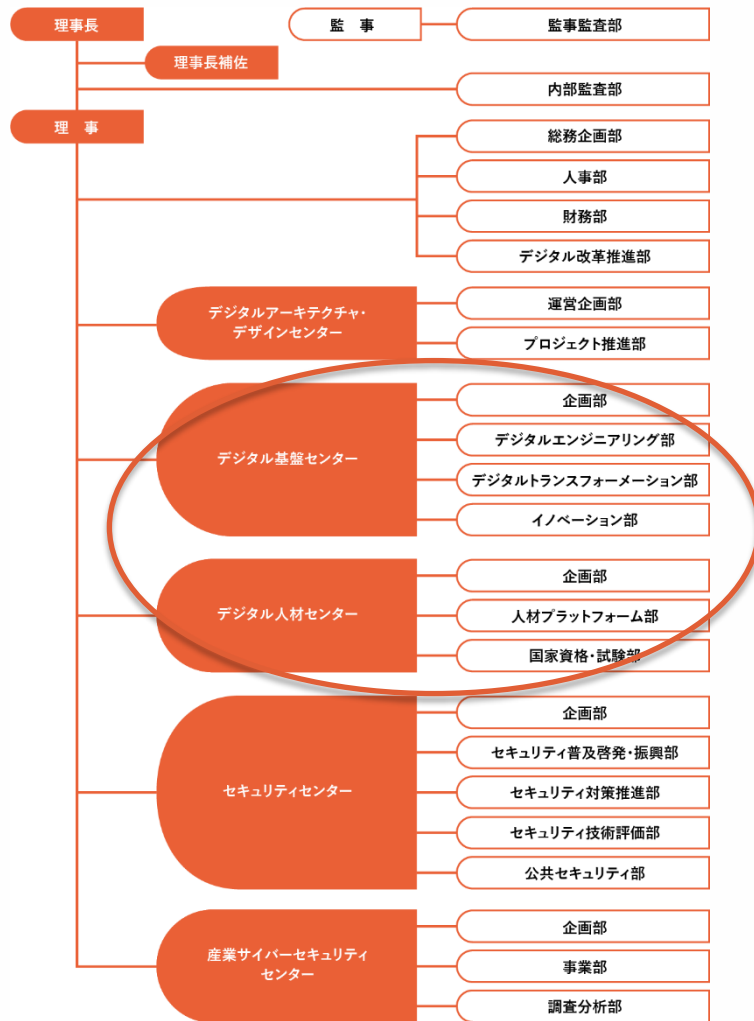 理事長
監　事
監事監査部
理事長補佐
内部監査部
理　事
総務企画部
人事部
財務部
デジタル改革推進部
デジタルアーキテクチャ・
デザインセンター
運営企画部
プロジェクト推進部
デジタル基盤センター
企画部
デジタルエンジニアリング部
デジタルトランスフォーメーション部
イノベーション部
デジタル人材センター
企画部
人材プラットフォーム部
国家資格・試験部
セキュリティセンター
企画部
セキュリティ普及啓発・振興部
セキュリティ対策推進部
セキュリティ技術評価部
公共セキュリティ部
産業サイバーセキュリティ
センター
企画部
事業部
調査分析部